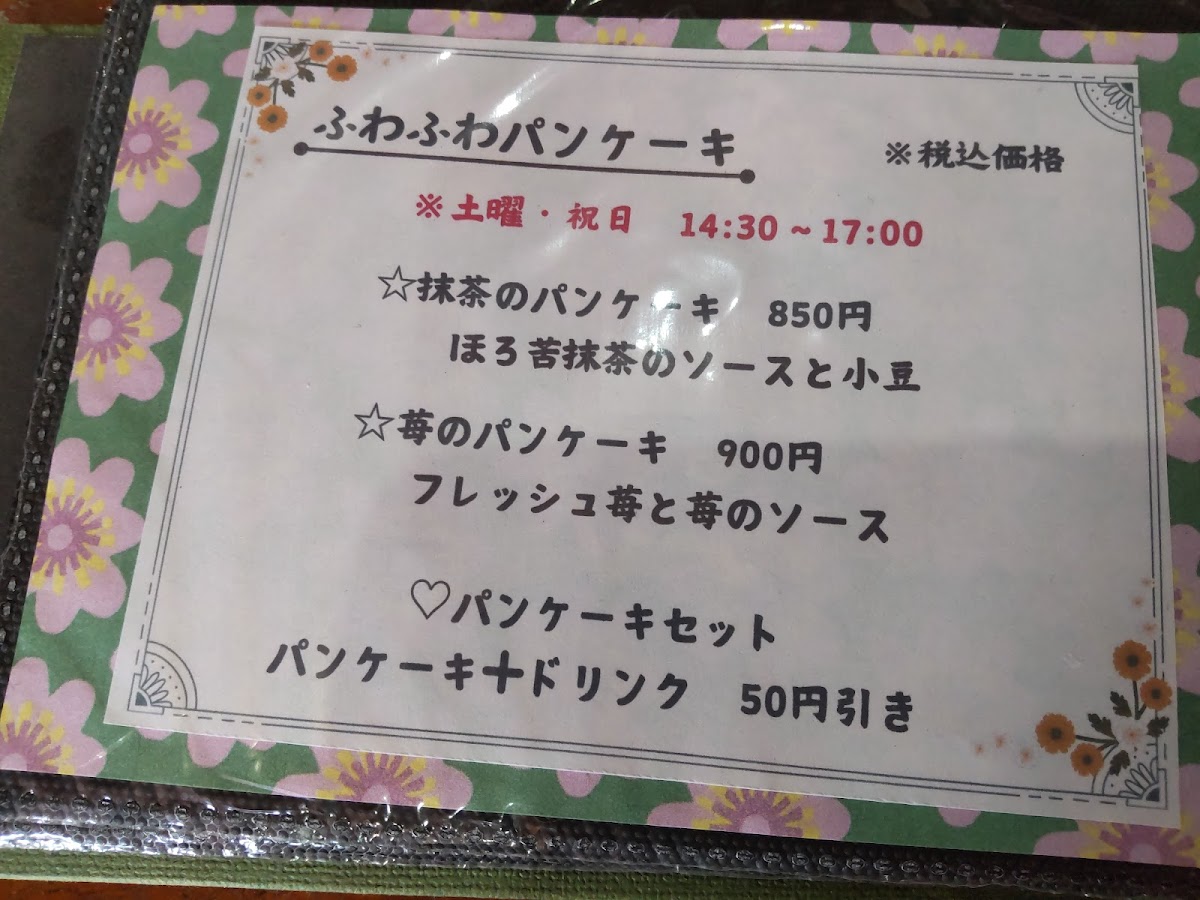 ふわふわパンケーキ ※税込価格
※土曜・祝日 14:30～17:00
☆抹茶のパンケーキ 850円
ほろ苦抹茶のソースと小豆
☆苺のパンケーキ 900円
フレッシュ苺と苺のソース
♡パンケーキセット
パンケーキ＋ドリンク 50円引き